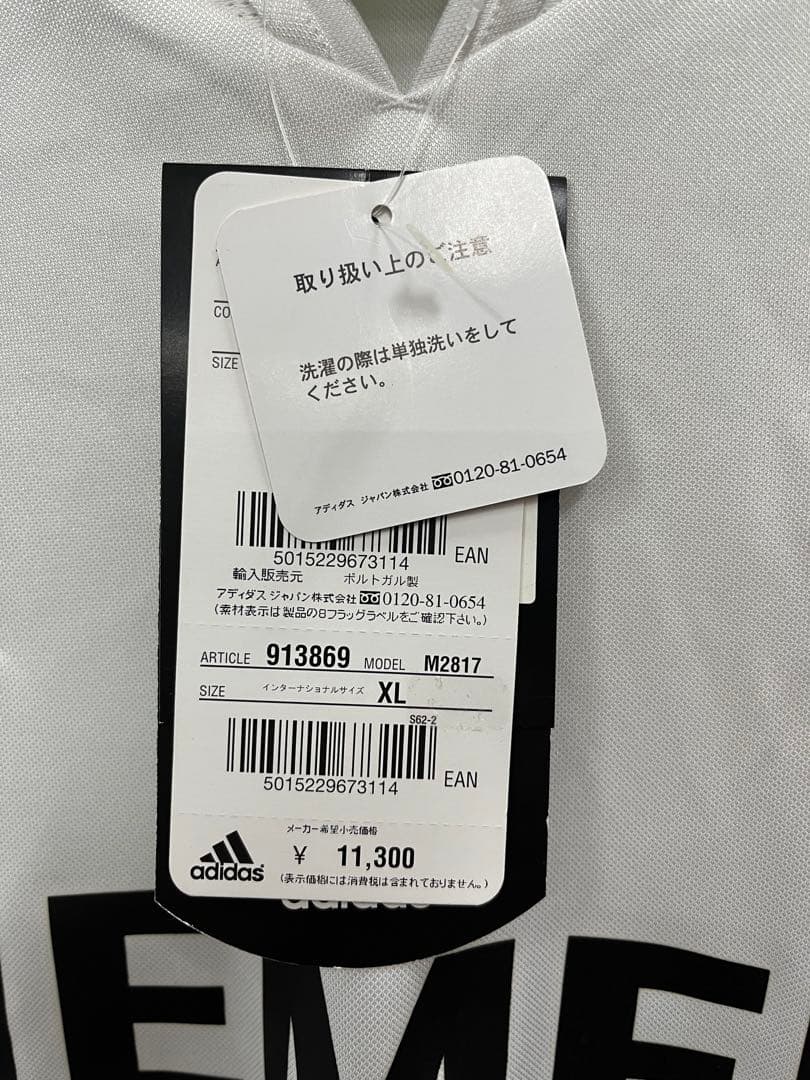 取り扱い上のご注意
洗濯の際は単独洗いをして
ください。
アディダス ジャパン株式会社 0120-81-0654
CO
SIZE
5015229673114 EAN
輸入販売元 ポルトガル製
アディダス ジャパン株式会社 0120-81-0654
(素材表示は製品の8フラッグラベルをご確認下さい。)
ARTICLE 913869 MODEL M2817
SIZE インターナショナルサイズ XL
S62-2
5015229673114 EAN
メーカー希望小売価格
adidas ¥ 11,300
(表示価格には消費税は含まれておりません。)
adidas
EME